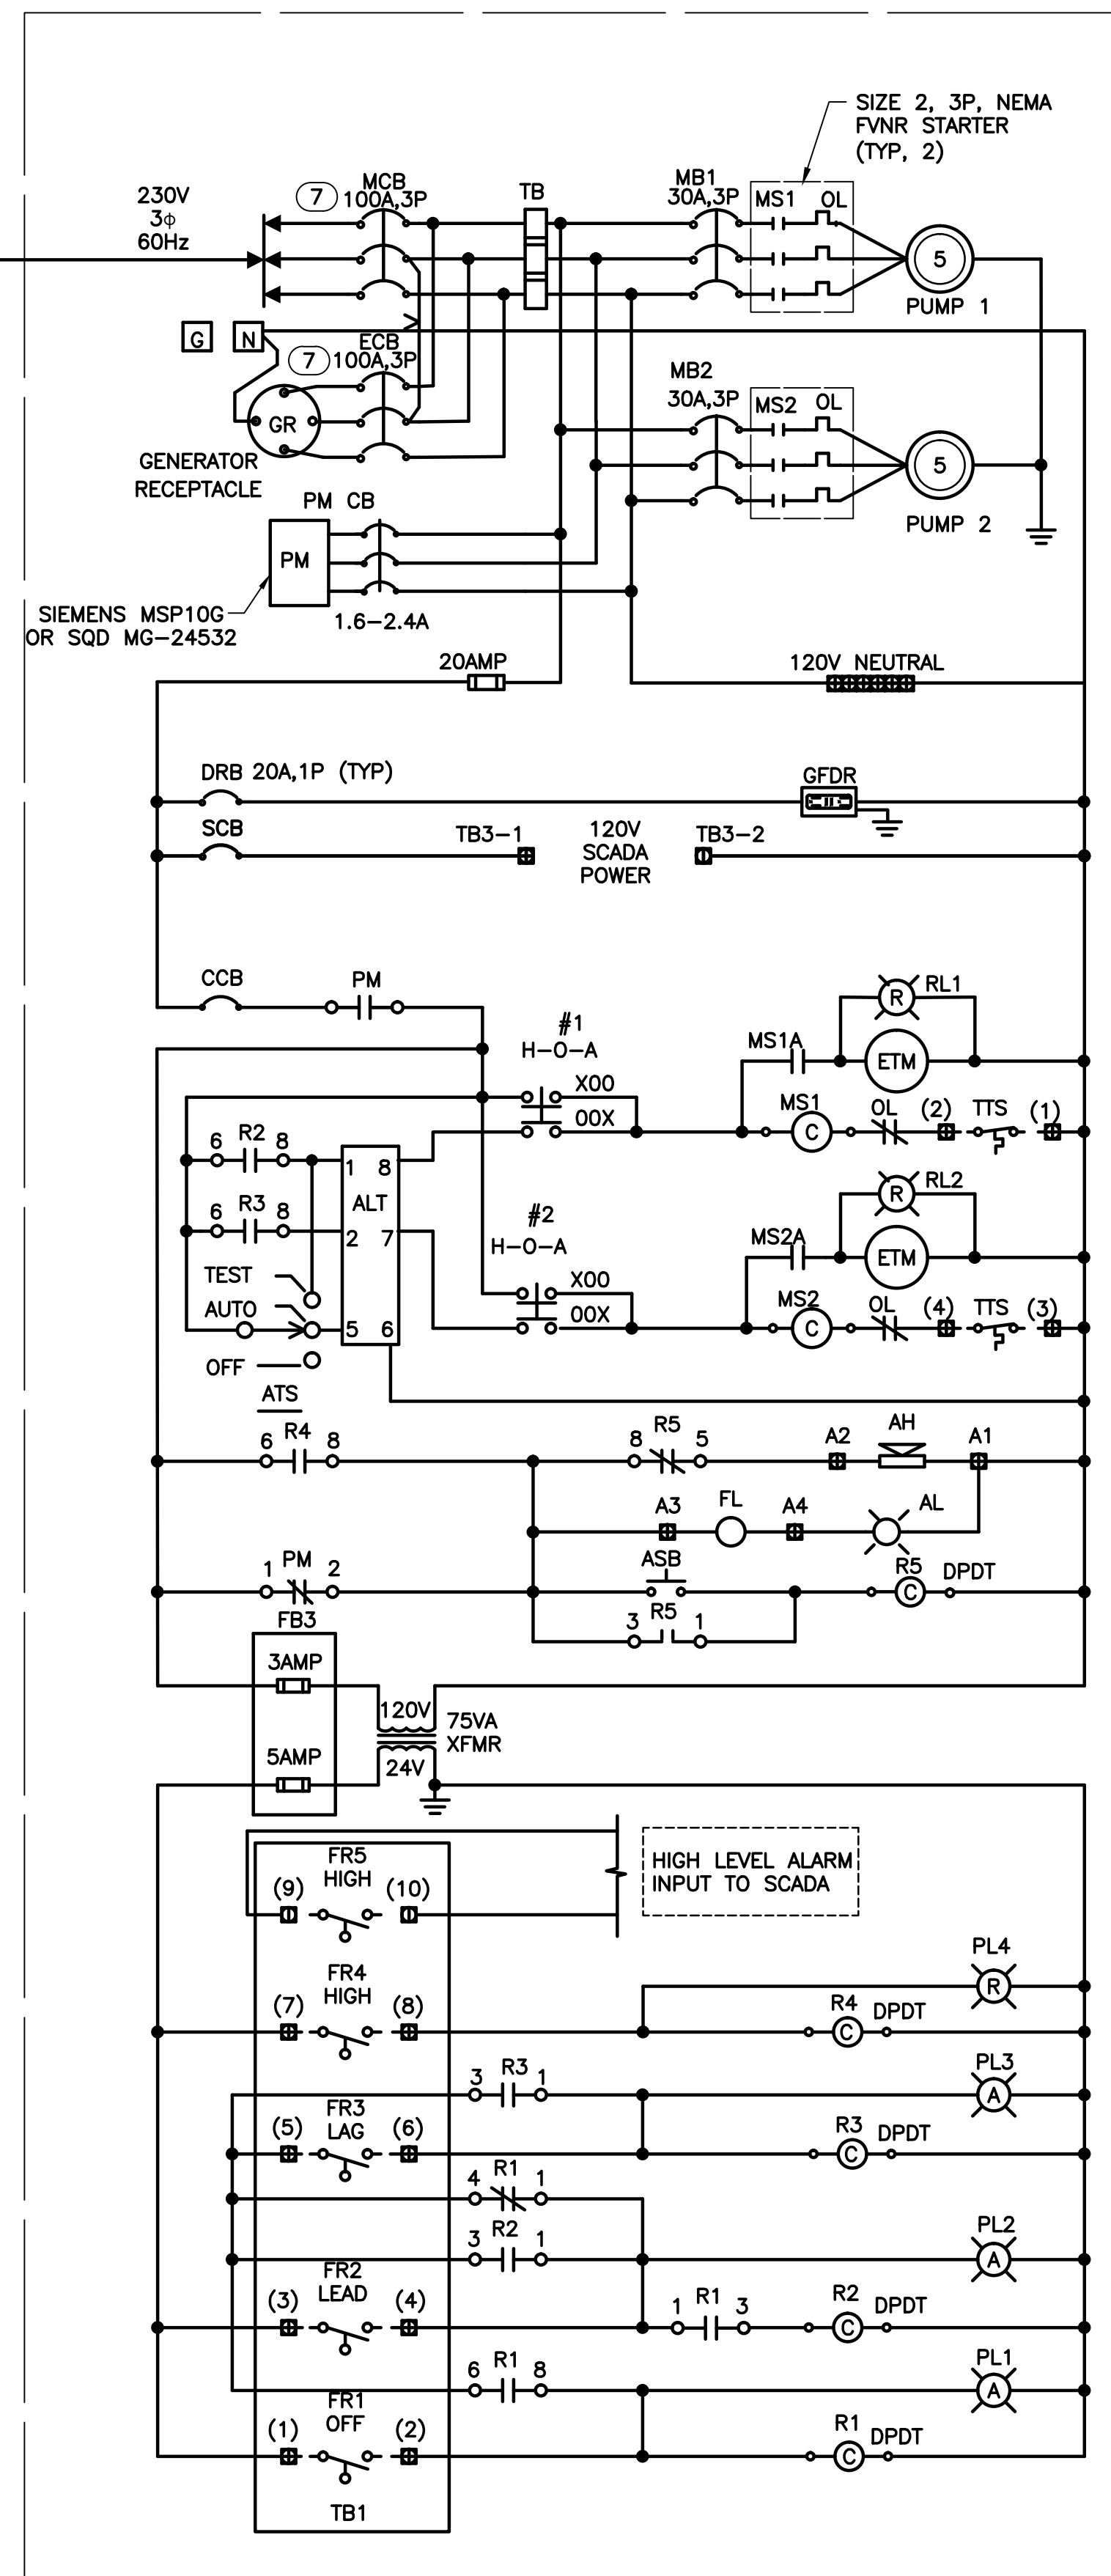 SIZE 2, 3P, NEMA
FVNR STARTER
(TYP, 2)
230V
3ϕ
60Hz
7
MCB
100A,3P
TB
MB1
30A,3P
MS1
OL
5
PUMP 1
G
N
ECB
7
100A,3P
GR
GENERATOR
RECEPTACLE
MB2
30A,3P
MS2
OL
5
PUMP 2
PM CB
PM
1.6-2.4A
SIEMENS MSP10G
OR SQD MG-24532
20AMP
120V NEUTRAL
DRB 20A,1P (TYP)
GFDR
SCB
TB3-1
120V
SCADA
POWER
TB3-2
CCB
PM
#1
H-O-A
X00
00X
MS1A
R
RL1
ETM
MS1
C
OL
(2)
TTS
(1)
6
R2
8
1
8
ALT
6
R3
8
2
7
#2
H-O-A
X00
00X
MS2A
R
RL2
ETM
MS2
C
OL
(4)
TTS
(3)
TEST
AUTO
5
6
OFF
ATS
6
R4
8
8
R5
5
A2
AH
A1
A3
FL
A4
AL
1
PM
2
ASB
R5
C
DPDT
3
R5
1
FB3
3AMP
120V
75VA
XFMR
5AMP
24V
FR5
HIGH
(9)
(10)
HIGH LEVEL ALARM
INPUT TO SCADA
FR4
HIGH
(7)
(8)
PL4
R
R4
C
DPDT
3
R3
1
PL3
A
FR3
LAG
(5)
(6)
R3
C
DPDT
4
R1
1
3
R2
1
PL2
A
FR2
LEAD
(3)
(4)
1
R1
3
R2
C
DPDT
6
R1
8
PL1
A
FR1
OFF
(1)
(2)
R1
C
DPDT
TB1